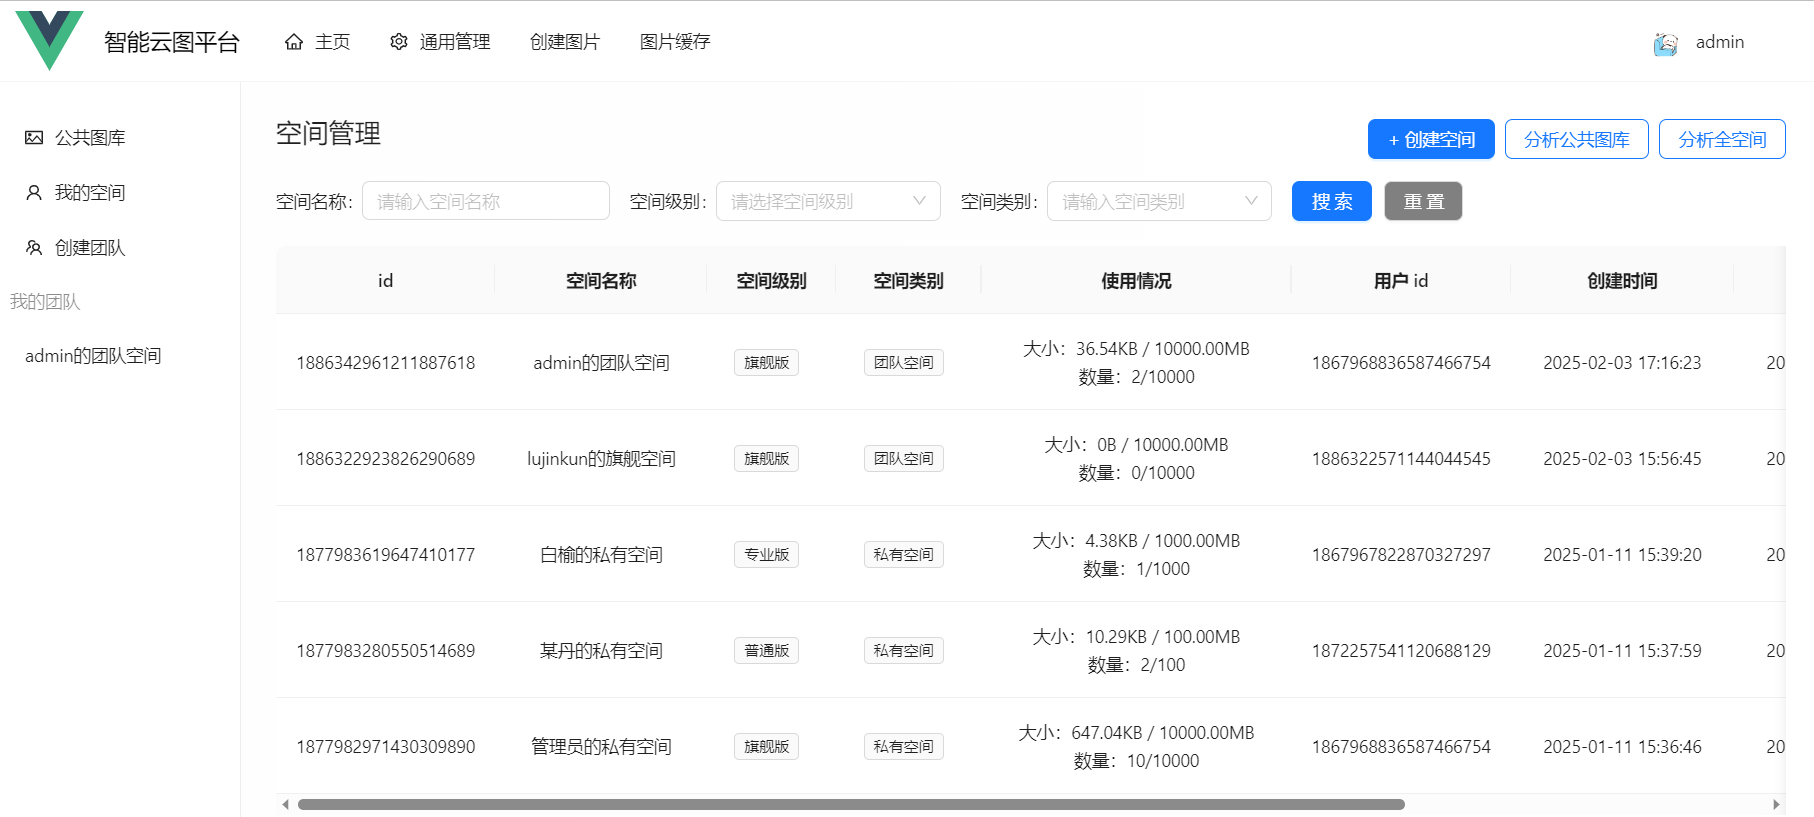 智能云图平台 主页 通用管理 创建图片 图片缓存 admin
公共图库
我的空间
创建团队
我的团队
admin的团队空间
空间管理 + 创建空间 分析公共图库 分析全空间
空间名称: 请输入空间名称 空间级别: 请选择空间级别 空间类别: 请输入空间类别 搜 索 重 置
id 空间名称 空间级别 空间类别 使用情况 用户 id 创建时间
1886342961211887618 admin的团队空间 旗舰版 团队空间 大小：36.54KB / 10000.00MB 1867968836587466754 2025-02-03 17:16:23 20
数量：2/10000
1886322923826290689 lujinkun的旗舰空间 旗舰版 团队空间 大小：0B / 10000.00MB 1886322571144044545 2025-02-03 15:56:45 20
数量：0/10000
1877983619647410177 白榆的私有空间 专业版 私有空间 大小：4.38KB / 1000.00MB 1867967822870327297 2025-01-11 15:39:20 20
数量：1/1000
1877983280550514689 某丹的私有空间 普通版 私有空间 大小：10.29KB / 100.00MB 1872257541120688129 2025-01-11 15:37:59 20
数量：2/100
1877982971430309890 管理员的私有空间 旗舰版 私有空间 大小：647.04KB / 10000.00MB 1867968836587466754 2025-01-11 15:36:46 20
数量：10/10000